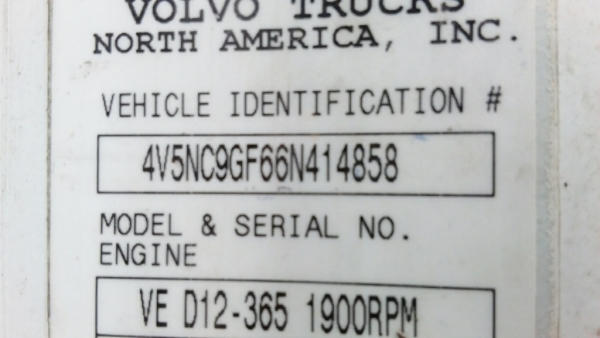 VOLVO TRUCKS
NORTH AMERICA, INC.
VEHICLE IDENTIFICATION #
4V5NC9GF66N414858
MODEL & SERIAL NO.
ENGINE
VE D12-365 1900RPM